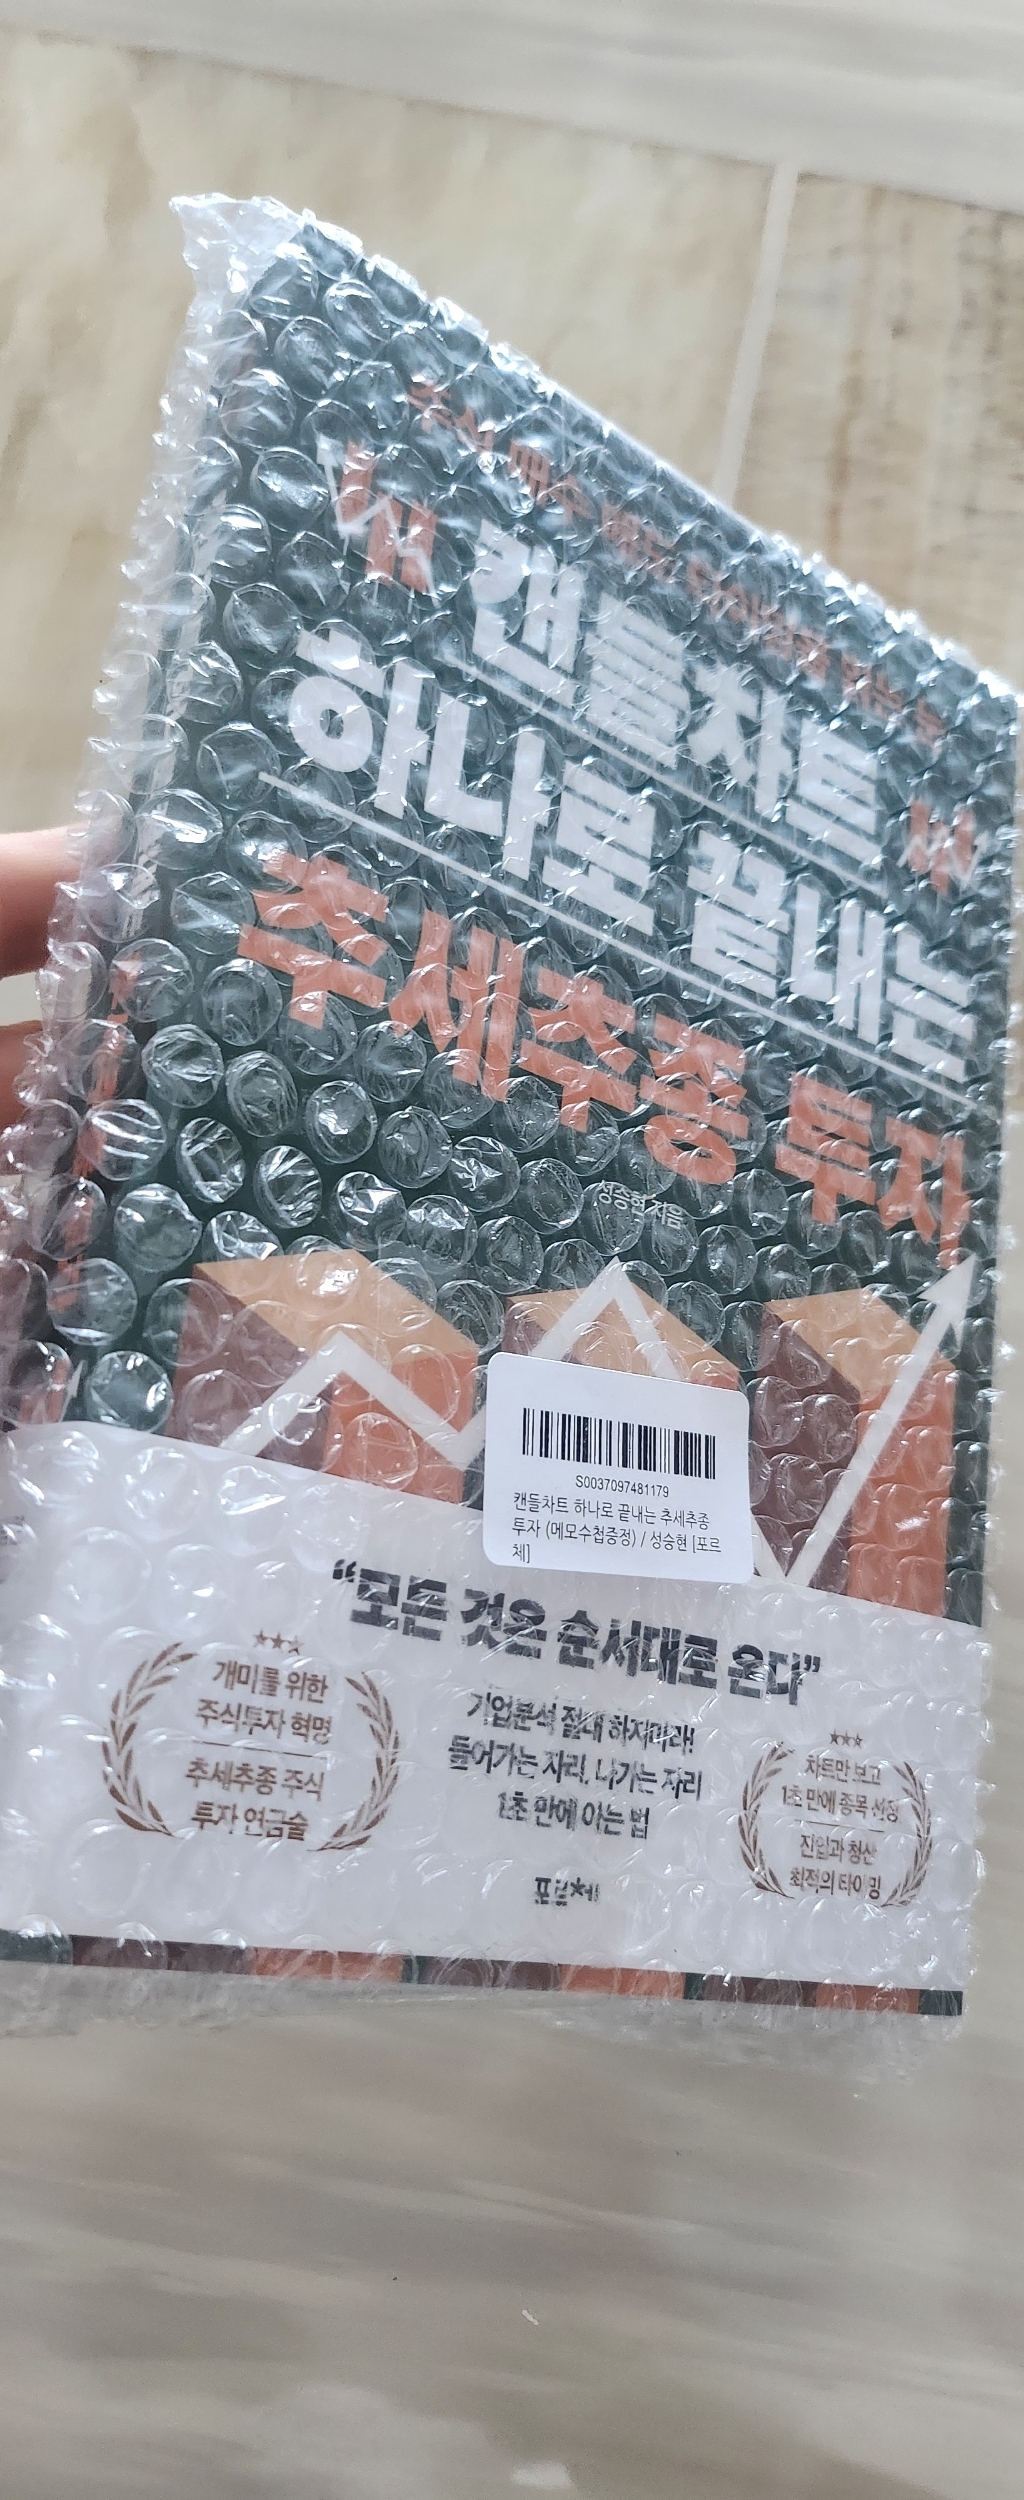 캔들차트
하나로 끝내는
추세추종 투자
성승현 지음
S0037097481179
캔들차트 하나로 끝내는 추세추종
투자 (메모수첩증정) / 성승현 [포르
체]
“모든 것은 순서대로 온다”
개미를 위한
주식투자 혁명
추세추종 주식
투자 연금술
기업분석 절대 하지마라!
들어가는 자리, 나가는 자리
1초 만에 아는 법
차트만 보고
1초 만에 종목 선정
진입과 청산
최적의 타이밍
포르체